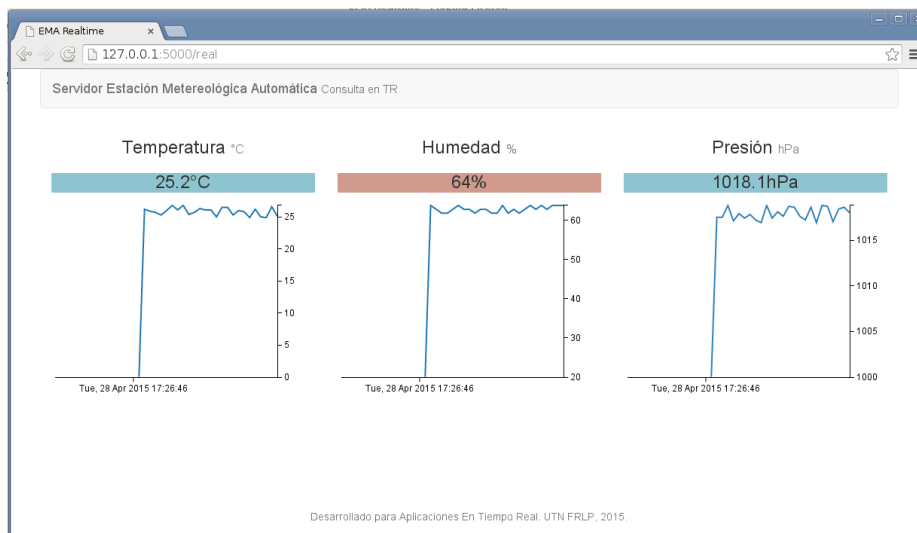 EMA Realtime
127.0.0.1:5000/real
Servidor Estación Metereológica Automática Consulta en TR
Temperatura °C
25.2°C
25
20
15
10
5
0
Tue, 28 Apr 2015 17:26:46
Humedad %
64%
60
50
40
30
20
Tue, 28 Apr 2015 17:26:46
Presión hPa
1018.1hPa
1015
1010
1005
1000
Tue, 28 Apr 2015 17:26:46
Desarrollado para Aplicaciones En Tiempo Real. UTN FRLP, 2015.